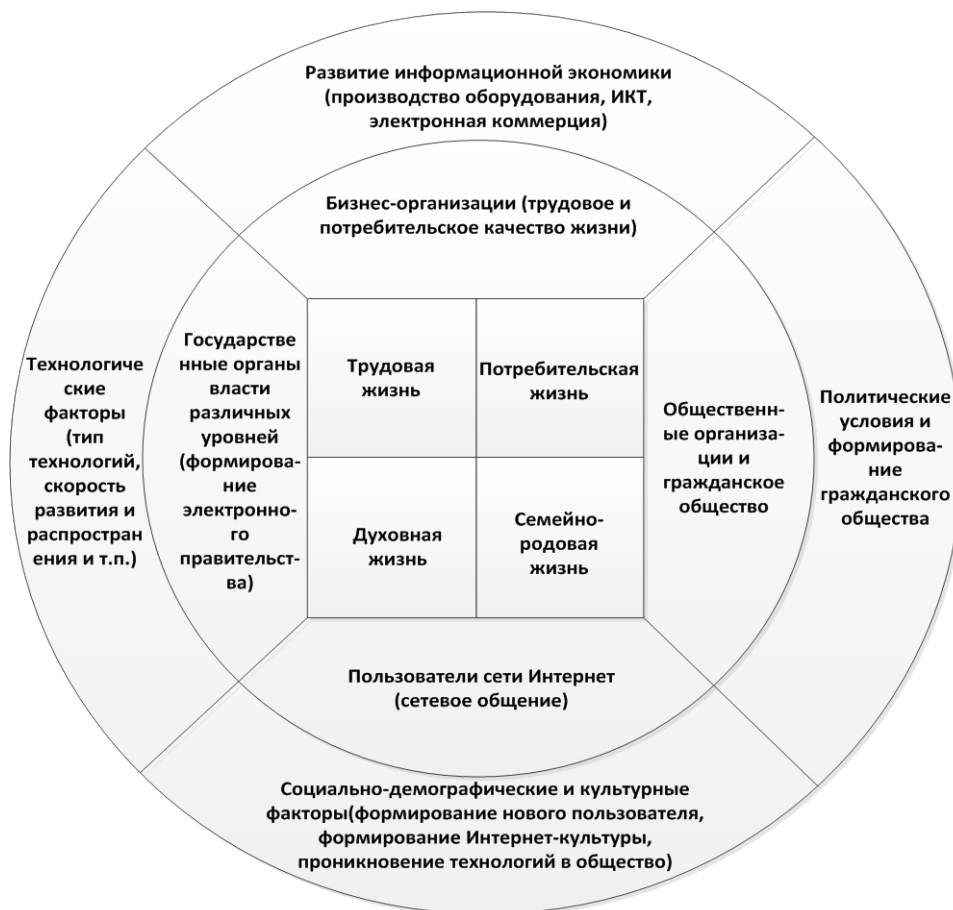 Развитие информационной экономики
(производство оборудования, ИКТ,
электронная коммерция)
Бизнес-организации (трудовое и
потребительское качество жизни)
Технологиче
ские
факторы
(тип
технологий,
скорость
развития и
распростран
ения и т.п.)
Государстве
нные органы
власти
различных
уровней
(формирова-
ние
электронно-
го
правительст-
ва)
Трудовая
жизнь
Потребительская
жизнь
Духовная
жизнь
Семейно-
родовая
жизнь
Общественн-
ые организа-
ции и
гражданское
общество
Политические
условия и
формирова-
ние
гражданского
общества
Пользователи сети Интернет
(сетевое общение)
Социально-демографические и культурные
факторы(формирование нового пользователя,
формирование Интернет-культуры,
проникновение технологий в общество)